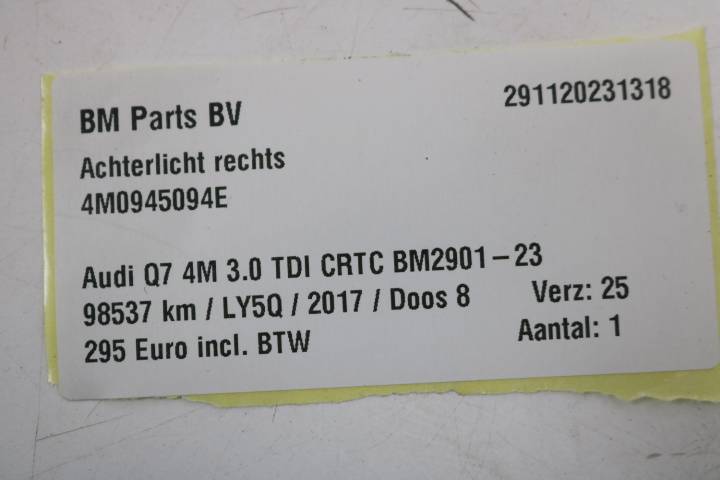 BM Parts BV
291120231318
Achterlicht rechts
4M0945094E
Audi Q7 4M 3.0 TDI CRTC BM2901-23
98537 km / LY5Q / 2017 / Doos 8 Verz: 25
295 Euro incl. BTW Aantal: 1